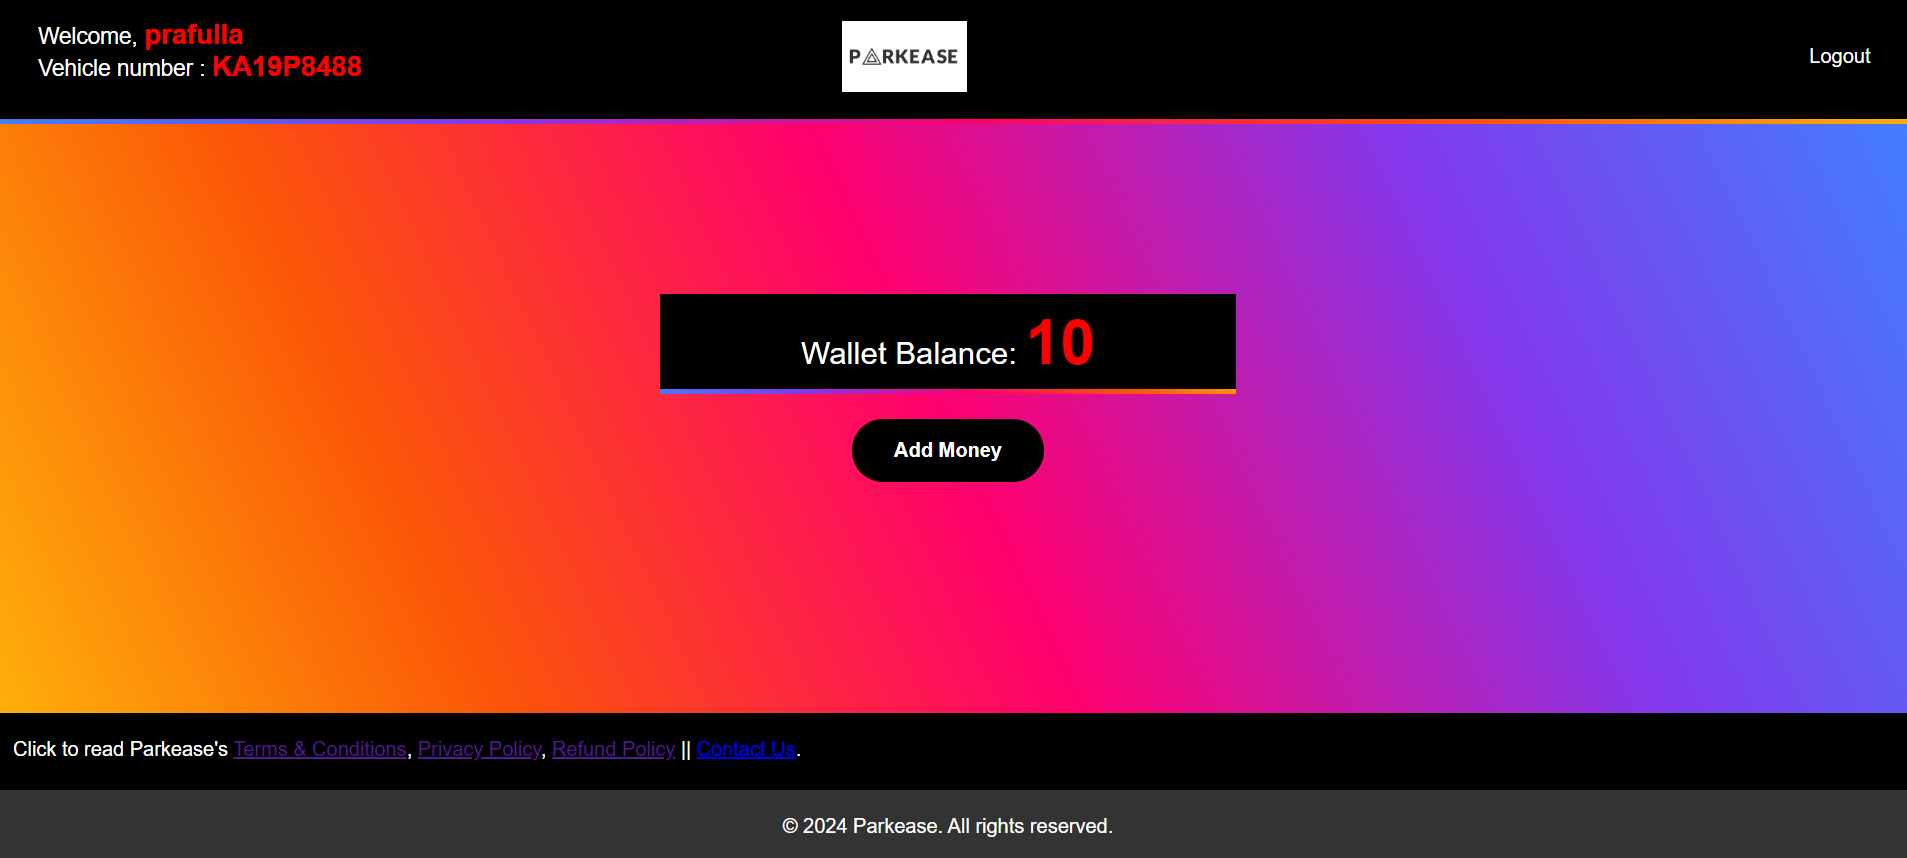 Welcome, prafulla
Vehicle number : KA19P8488
PARKEASE
Logout
Wallet Balance: 10
Add Money
Click to read Parkease's Terms & Conditions, Privacy Policy, Refund Policy || Contact Us.
© 2024 Parkease. All rights reserved.